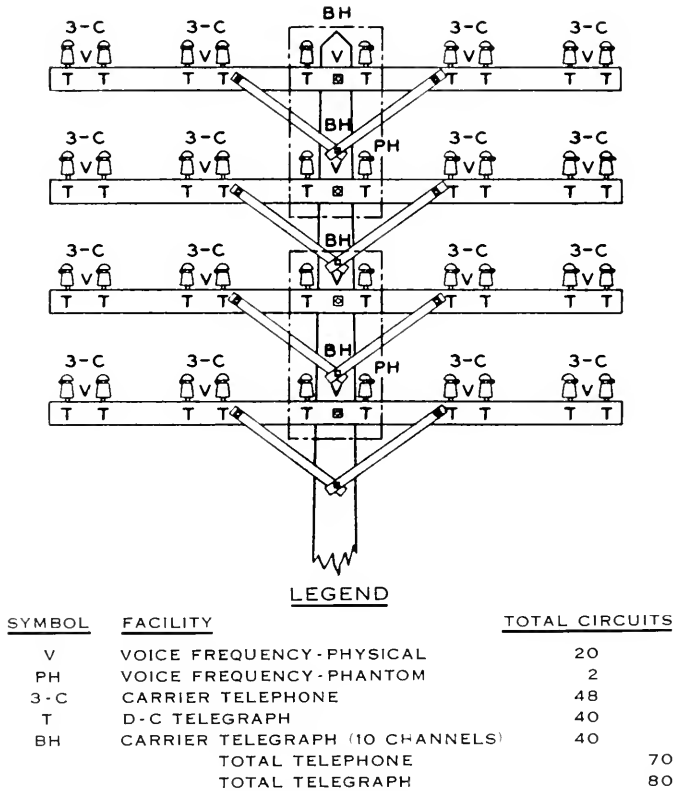 BH
3-C 3-C 3-C 3-C
V V V V V
T T T T T T T T T T
BH
3-C 3-C PH 3-C 3-C
V V V V V
T T T T T T T T T T
BH
3-C 3-C 3-C 3-C
V V V V V
T T T T T T T T T T
BH
3-C 3-C PH 3-C 3-C
V V V V V
T T T T T T T T T T
LEGEND
SYMBOL FACILITY TOTAL CIRCUITS
V VOICE FREQUENCY-PHYSICAL 20
PH VOICE FREQUENCY-PHANTOM 2
3-C CARRIER TELEPHONE 48
T D-C TELEGRAPH 40
BH CARRIER TELEGRAPH (10 CHANNELS) 40
TOTAL TELEPHONE 70
TOTAL TELEGRAPH 80